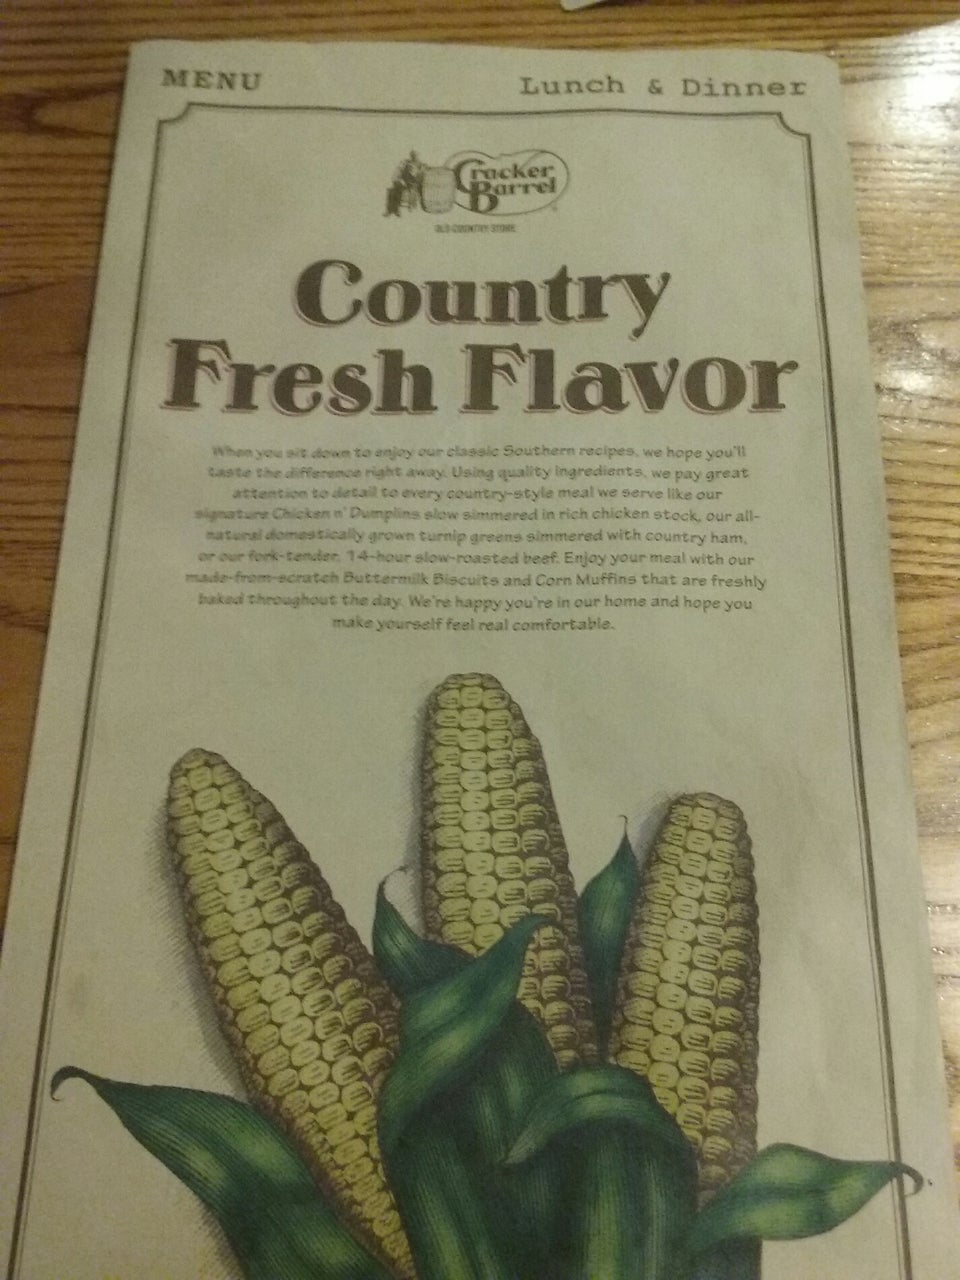 MENU
Lunch & Dinner
Cracker
Barrel
OLD COUNTRY STORE
Country
Fresh Flavor
When you sit down to enjoy our classic Southern recipes, we hope you'll
taste the difference right away. Using quality ingredients, we pay great
attention to detail to every country-style meal we serve like our
signature Chicken n' Dumplins slow simmered in rich chicken stock, our all-
natural domestically grown turnip greens simmered with country ham,
or our fork-tender, 14-hour slow-roasted beef. Enjoy your meal with our
made-from-scratch Buttermilk Biscuits and Corn Muffins that are freshly
baked throughout the day. We're happy you're in our home and hope you
make yourself feel real comfortable.